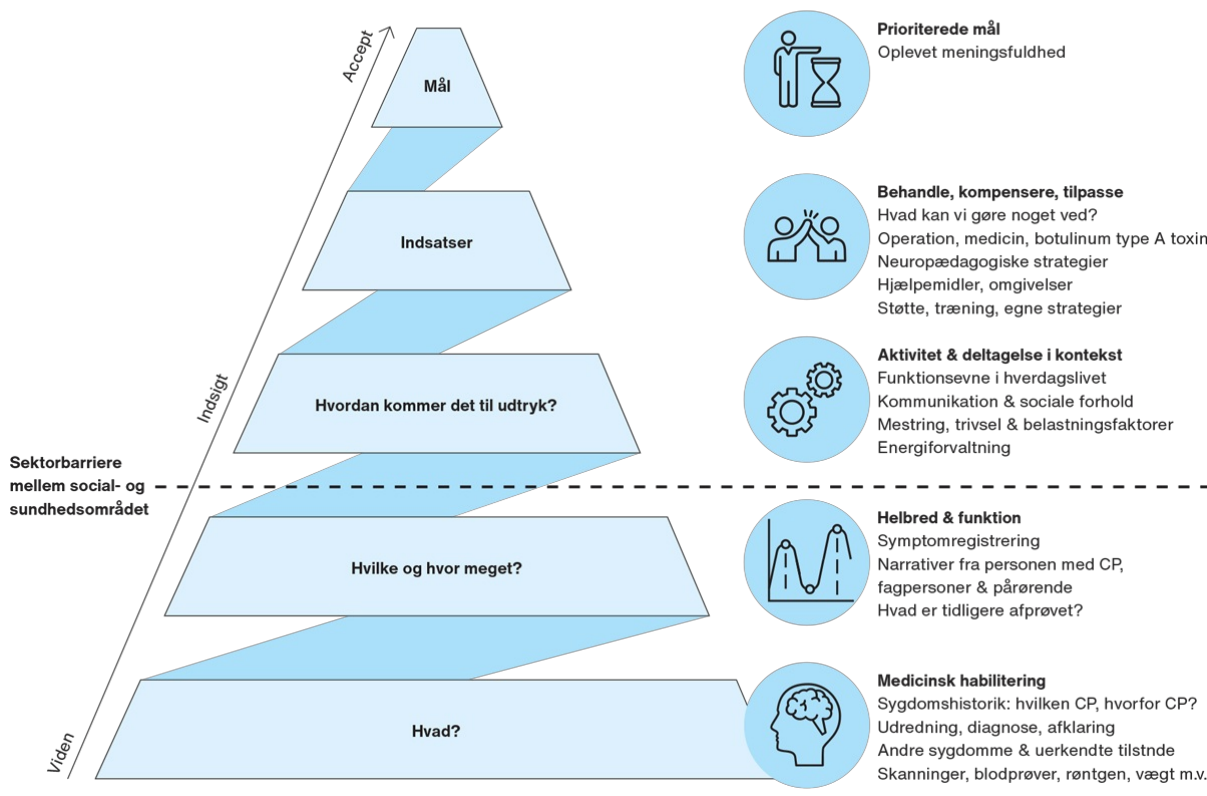 Accept
Mål
Prioriterede mål
Oplevet meningsfuldhed
Indsatser
Behandle, kompensere, tilpasse
Hvad kan vi gøre noget ved?
Operation, medicin, botulinum type A toxin
Neuropædagogiske strategier
Hjælpemidler, omgivelser
Støtte, træning, egne strategier
Indsigt
Hvordan kommer det til udtryk?
Aktivitet & deltagelse i kontekst
Funktionsevne i hverdagslivet
Kommunikation & sociale forhold
Mestring, trivsel & belastningsfaktorer
Energiforvaltning
Sektorbarriere
mellem social- og
sundhedsområdet
Hvilke og hvor meget?
Helbred & funktion
Symptomregistrering
Narrativer fra personen med CP,
fagpersoner & pårørende
Hvad er tidligere afprøvet?
Viden
Hvad?
Medicinsk habilitering
Sygdomshistorik: hvilken CP, hvorfor CP?
Udredning, diagnose, afklaring
Andre sygdomme & uerkendte tilstnde
Skanninger, blodprøver, røntgen, vægt m.v.